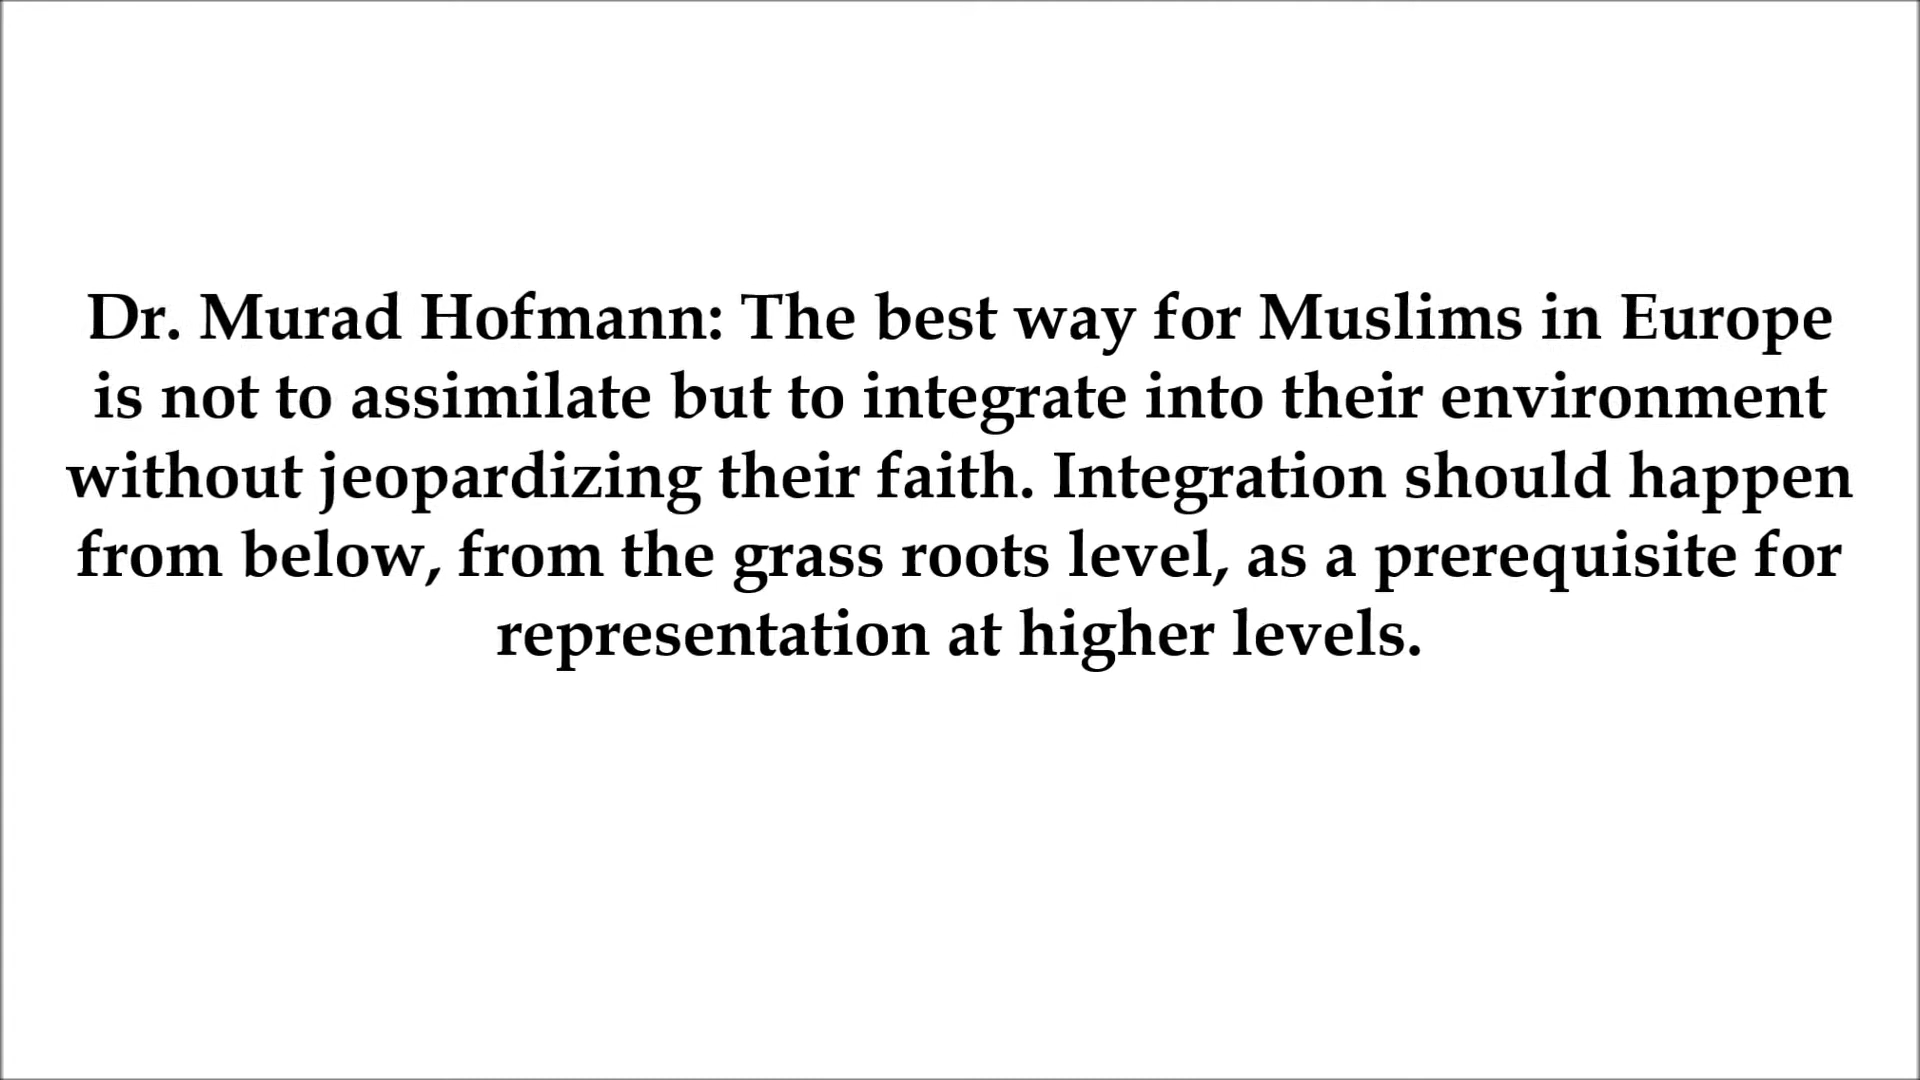 Dr. Murad Hofmann: The best way for Muslims in Europe
is not to assimilate but to integrate into their environment
without jeopardizing their faith. Integration should happen
from below, from the grass roots level, as a prerequisite for
representation at higher levels.